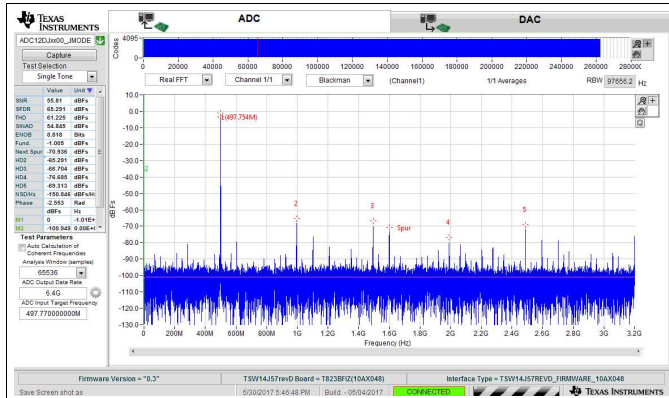 TEXAS INSTRUMENTS
ADC
DAC
ADC12DJxx00_JMODE
Capture
Test Selection
Single Tone
Value Unit
SNR 55.81 dBFs
SFDR 65.291 dBFs
THD 61.225 dBFs
SINAD 54.845 dBFs
ENOB 8.818 Bits
Fund. -1.005 dBFs
Next Spur -70.936 dBFs
HD2 -65.291 dBFs
HD3 -66.704 dBFs
HD4 -76.685 dBFs
HD5 -69.313 dBFs
NSD/Hz -150.846 dBFs/Hz
Phase -2.553 Rad
dBFs Hz
M1 0 -1.01E+
M2 -100.949 0.00E+(
Test Parameters
Auto Calculation of
Coherent Frequencies
Analysis Window (samples)
65536
ADC Output Data Rate
6.4G
ADC Input Target Frequency
497.770000000M
Codes
4095
0
0 20000 40000 60000 80000 100000 120000 140000 160000 180000 200000 220000 240000 280000
Real FFT Channel 1/1 Blackman (Channel1) 1/1 Averages RBW 97656.2 Hz
dBFs
10.0
0.0
-10.0
-20.0
-30.0
-40.0
-50.0
-60.0
-70.0
-80.0
-90.0
-100.0
-110.0
-120.0
-130.0
1(497.754M)
2
2
3
Spur
4
5
0 200M 400M 600M 800M 1G 1.2G 1.4G 1.6G 1.8G 2G 2.2G 2.4G 2.6G 2.8G 3G 3.2G
Frequency (Hz)
Firmware Version = "0.3" TSW14J57revD Board = T823BFIZ(10AX048) Interface Type = TSW14J57REVD_FIRMWARE_10AX048
Save Screen shot as 5/30/2017 5:46:48 PM Build - 05/04/2017 CONNECTED TEXAS INSTRUMENTS